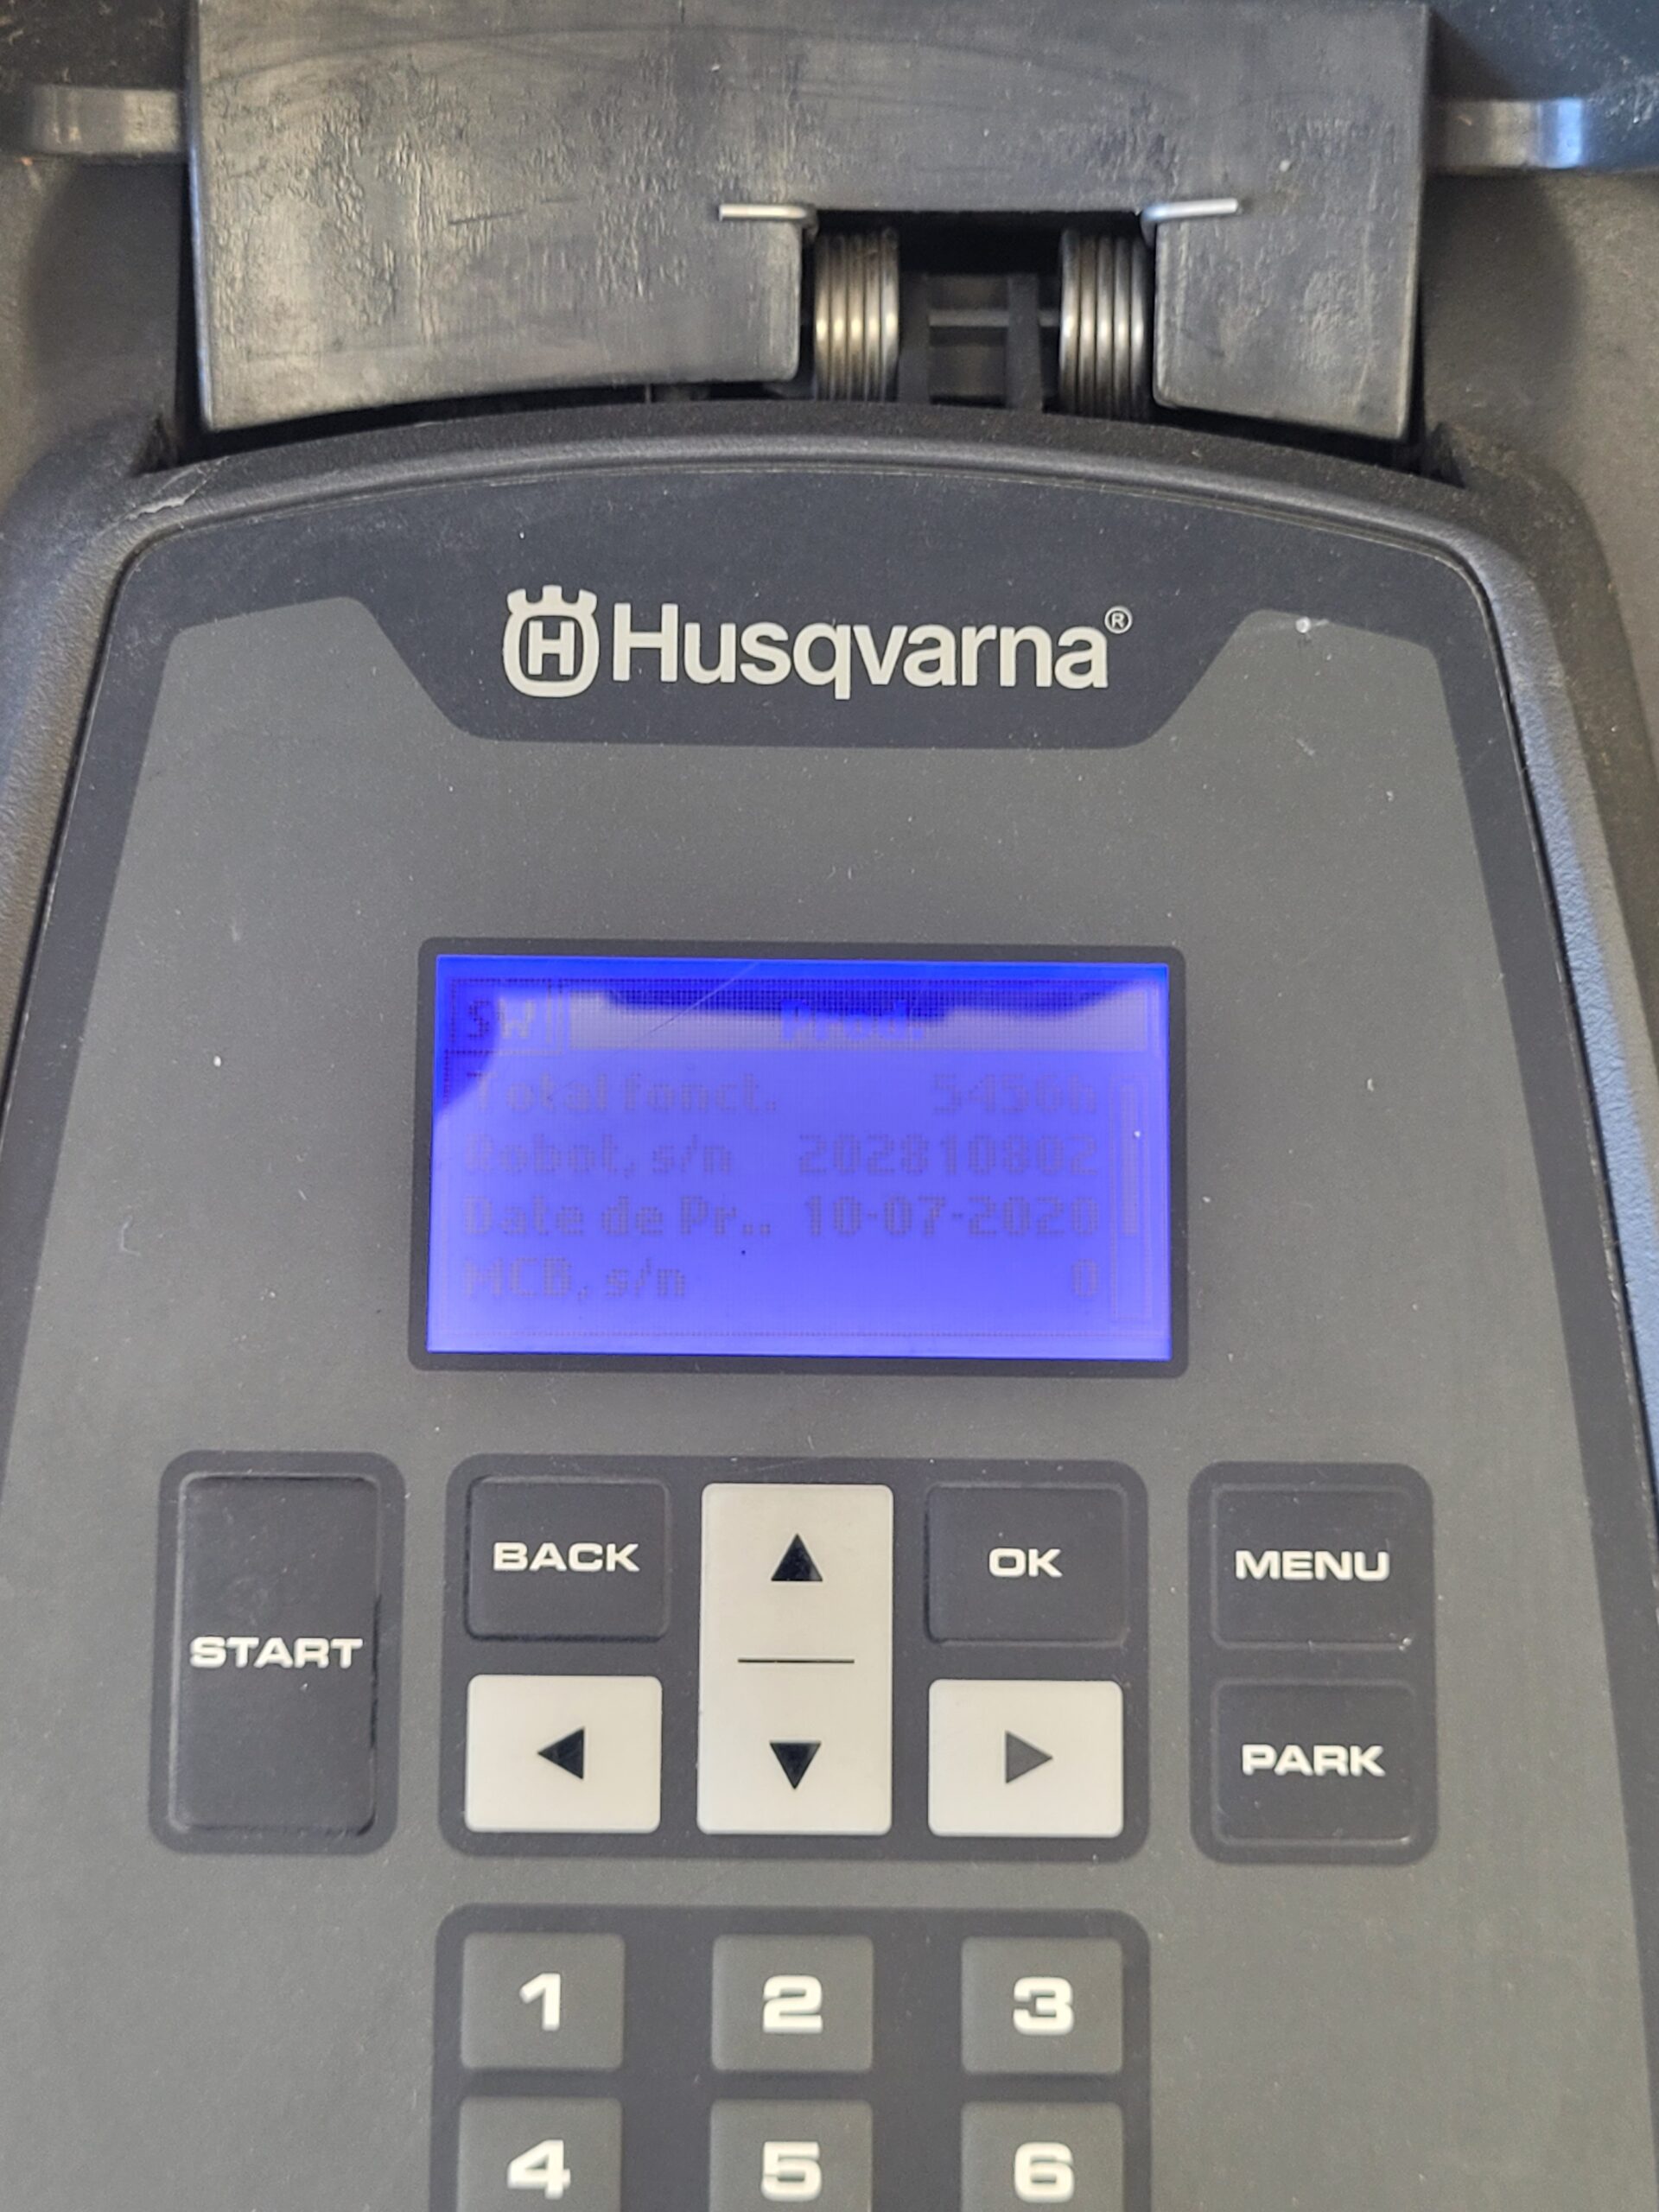 Husqvarna®
SW Prod.
Total fonct. 5456h
Robot, s/n 202810802
Date de Pr.. 10-07-2020
MCB, s/n 0
START
BACK
OK
MENU
PARK
1 2 3
4 5 6